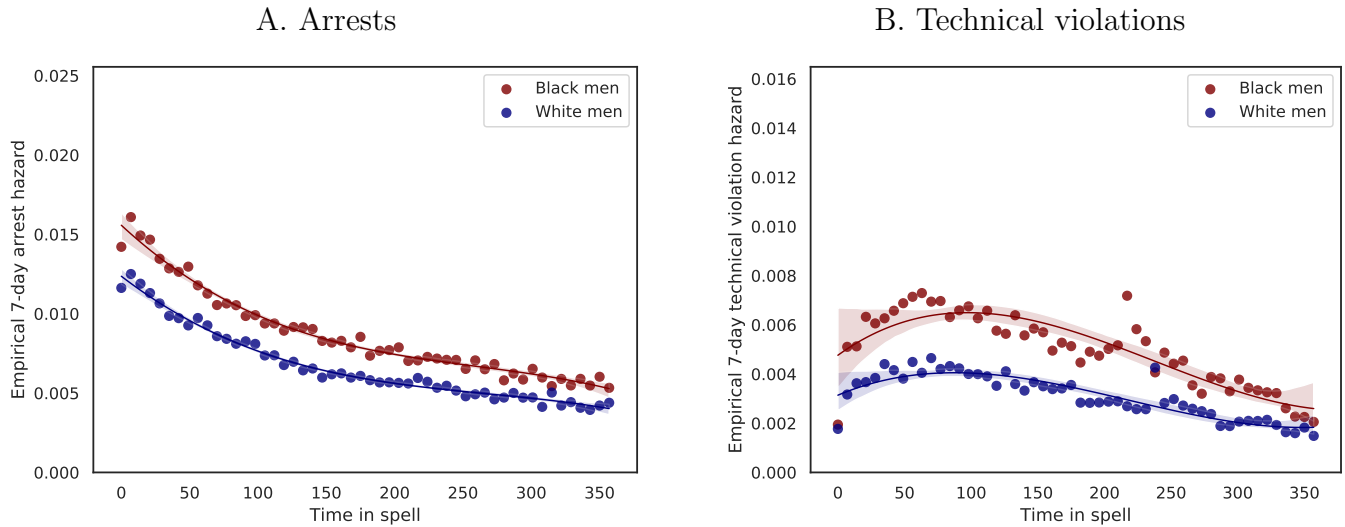 A. Arrests
Empirical 7-day arrest hazard
0.025
0.020
0.015
0.010
0.005
0.000
0 50 100 150 200 250 300 350
Time in spell
Black men
White men
B. Technical violations
Empirical 7-day technical violation hazard
0.016
0.014
0.012
0.010
0.008
0.006
0.004
0.002
0.000
0 50 100 150 200 250 300 350
Time in spell
Black men
White men